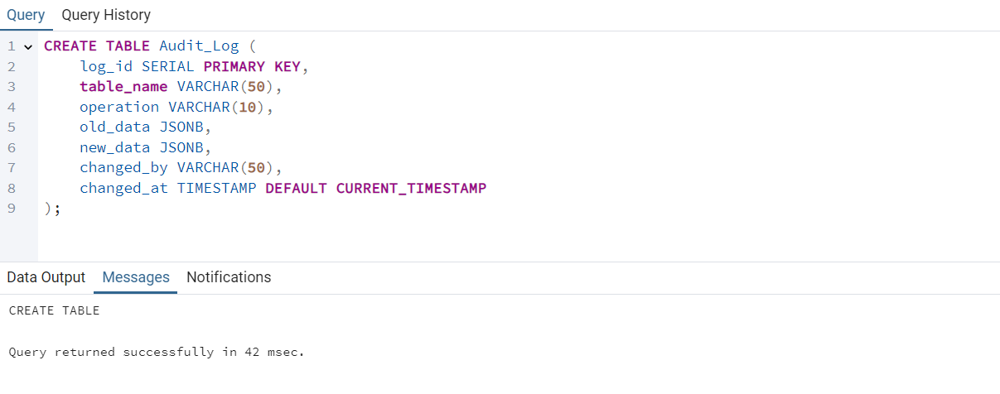 Query Query History
1 CREATE TABLE Audit_Log (
2 log_id SERIAL PRIMARY KEY,
3 table_name VARCHAR(50),
4 operation VARCHAR(10),
5 old_data JSONB,
6 new_data JSONB,
7 changed_by VARCHAR(50),
8 changed_at TIMESTAMP DEFAULT CURRENT_TIMESTAMP
9 );
Data Output Messages Notifications
CREATE TABLE
Query returned successfully in 42 msec.